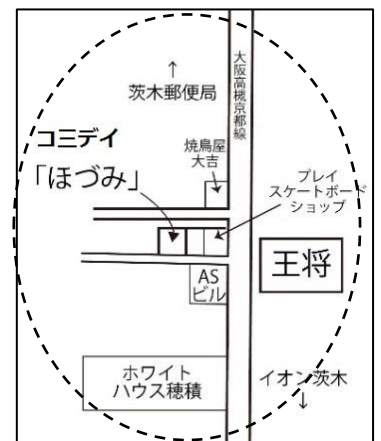 ↑
茨木郵便局
大阪高槻京都線
コ三デイ
「ほづみ」
焼鳥屋
大吉
プレイ
スケートボード
ショップ
王将
AS
ビル
ホワイト
ハウス穂積
イオン茨木
↓